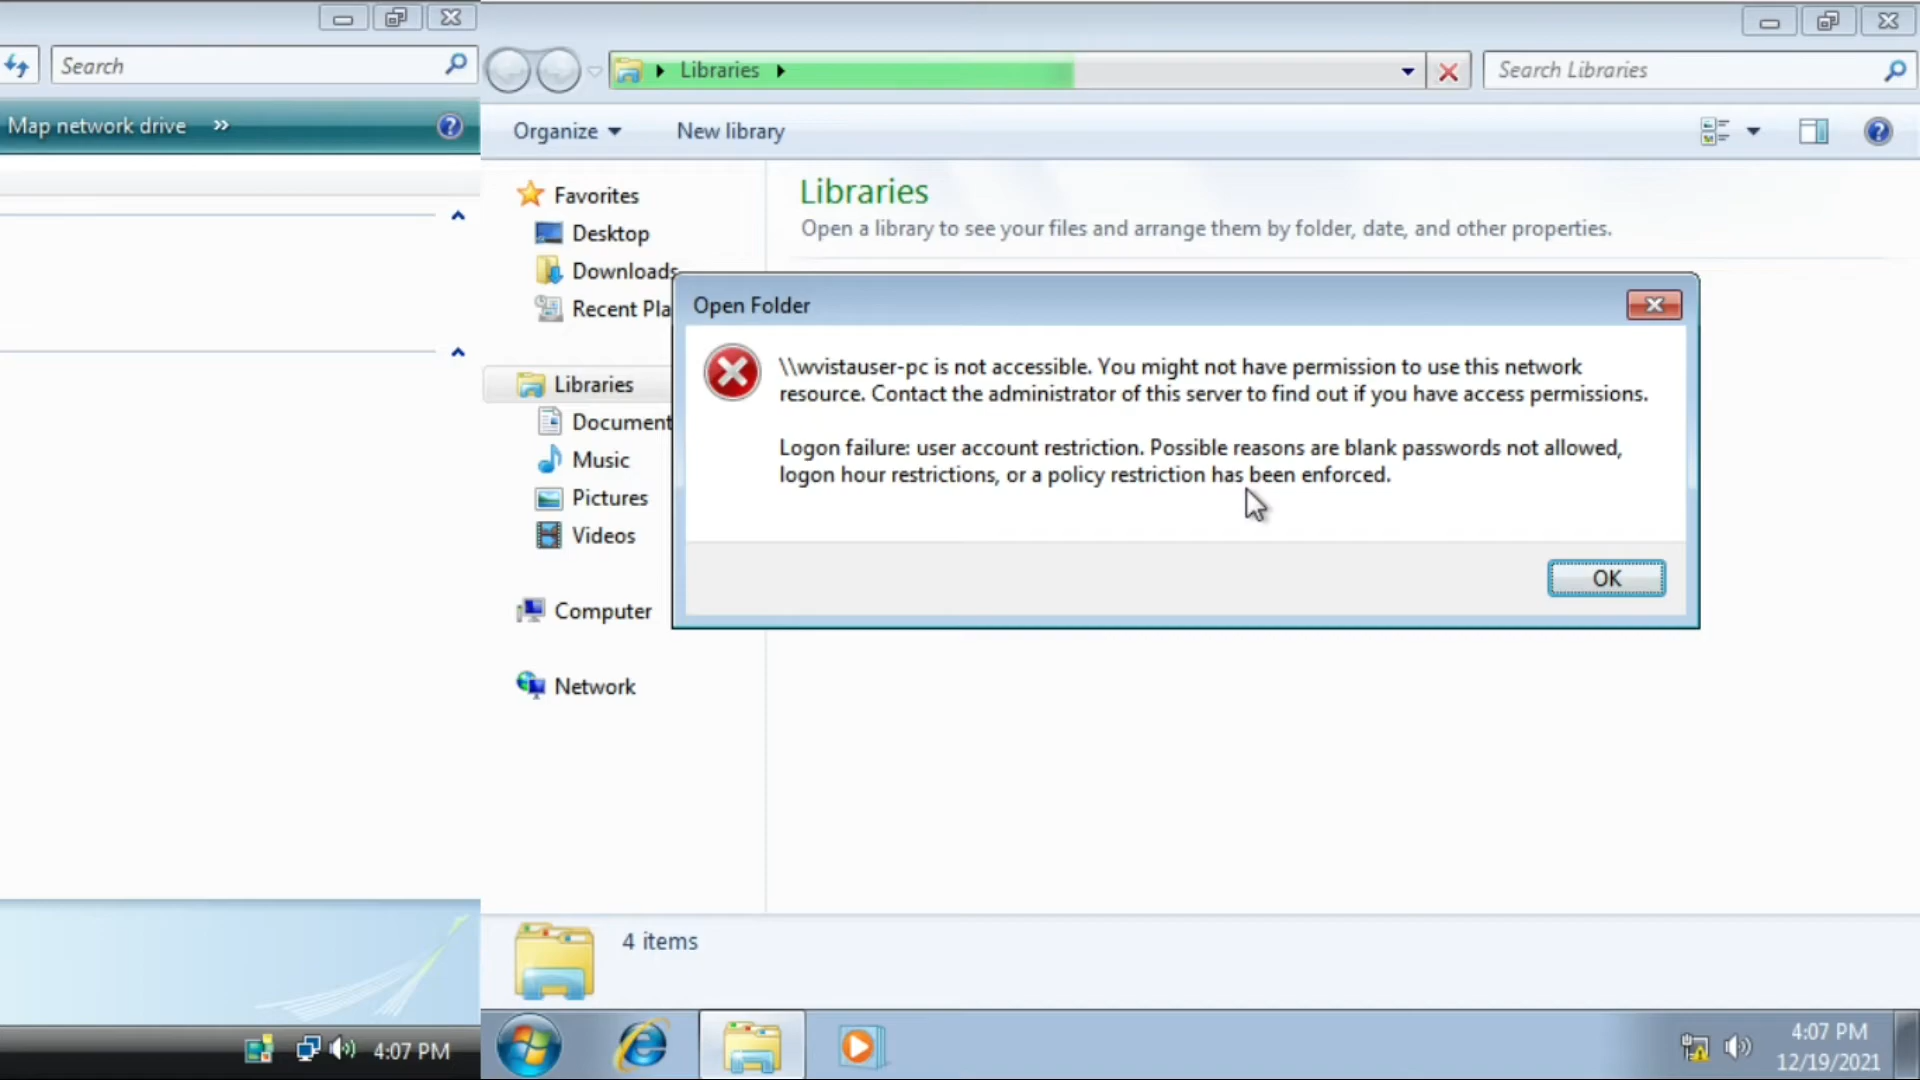 Search
Map network drive »
4:07 PM
Libraries
Search Libraries
Organize
New library
Favorites
Desktop
Downloads
Recent Pla
Libraries
Document
Music
Pictures
Videos
Computer
Network
Libraries
Open a library to see your files and arrange them by folder, date, and other properties.
Open Folder
\\wvistauser-pc is not accessible. You might not have permission to use this network
resource. Contact the administrator of this server to find out if you have access permissions.
Logon failure: user account restriction. Possible reasons are blank passwords not allowed,
logon hour restrictions, or a policy restriction has been enforced.
OK
4 items
4:07 PM
12/19/2021